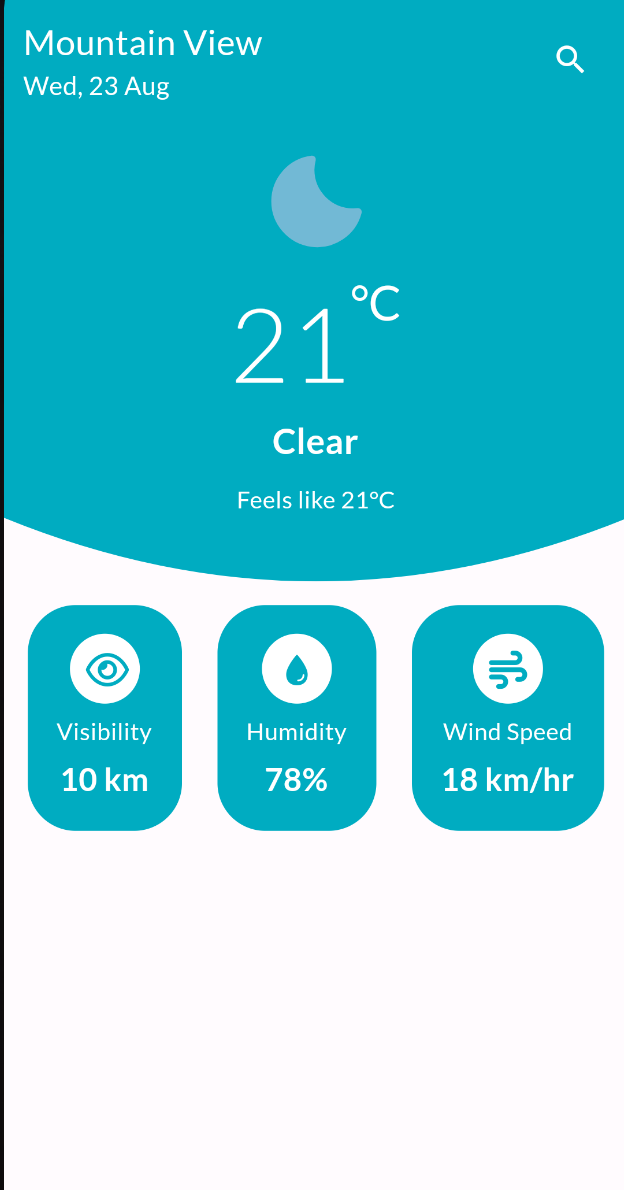 Mountain View
Wed, 23 Aug
21°C
Clear
Feels like 21°C
Visibility
10 km
Humidity
78%
Wind Speed
18 km/hr